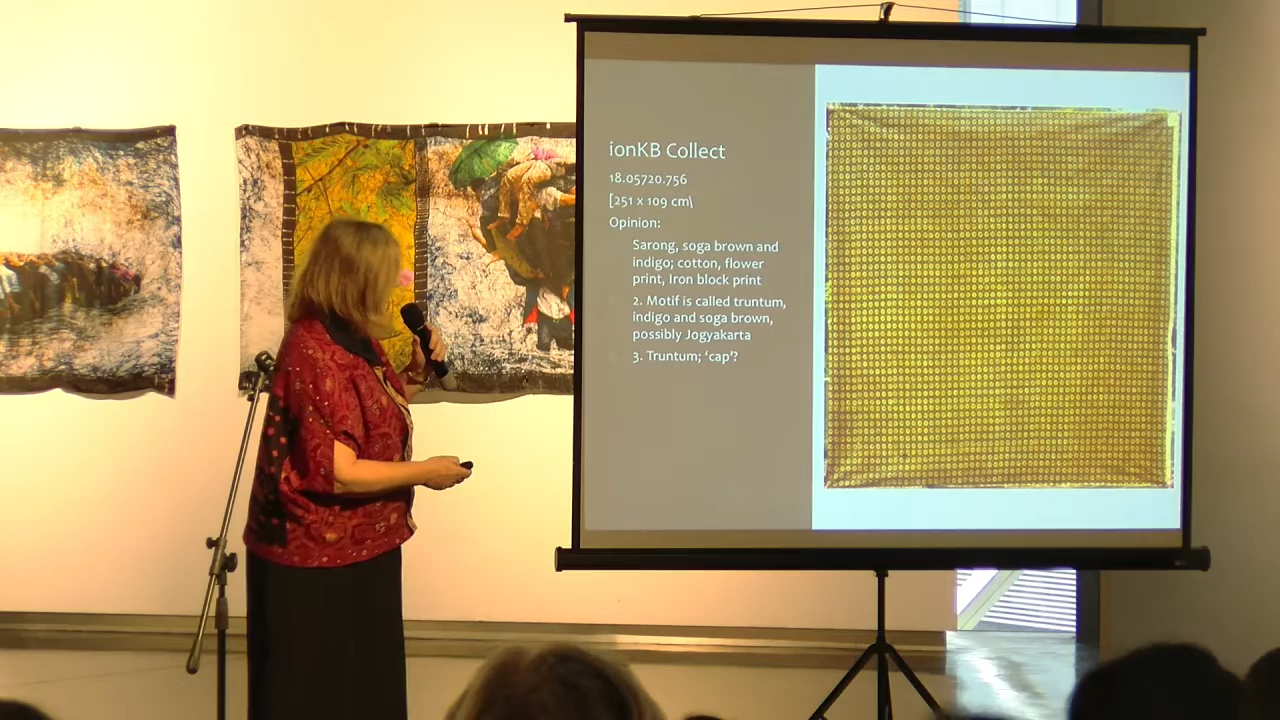 ionKB Collect
18.05720.756
[251 x 109 cm\
Opinion:
Sarong, soga brown and
indigo; cotton, flower
print, Iron block print
2. Motif is called truntum,
indigo and soga brown,
possibly Jogyakarta
3. Truntum; ‘cap’?